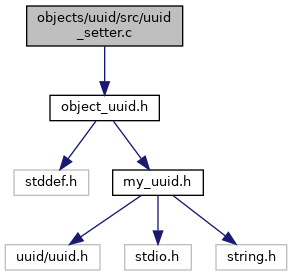 objects/uuid/src/uuid
_setter.c
object_uuid.h
stddef.h
my_uuid.h
uuid/uuid.h
stdio.h
string.h